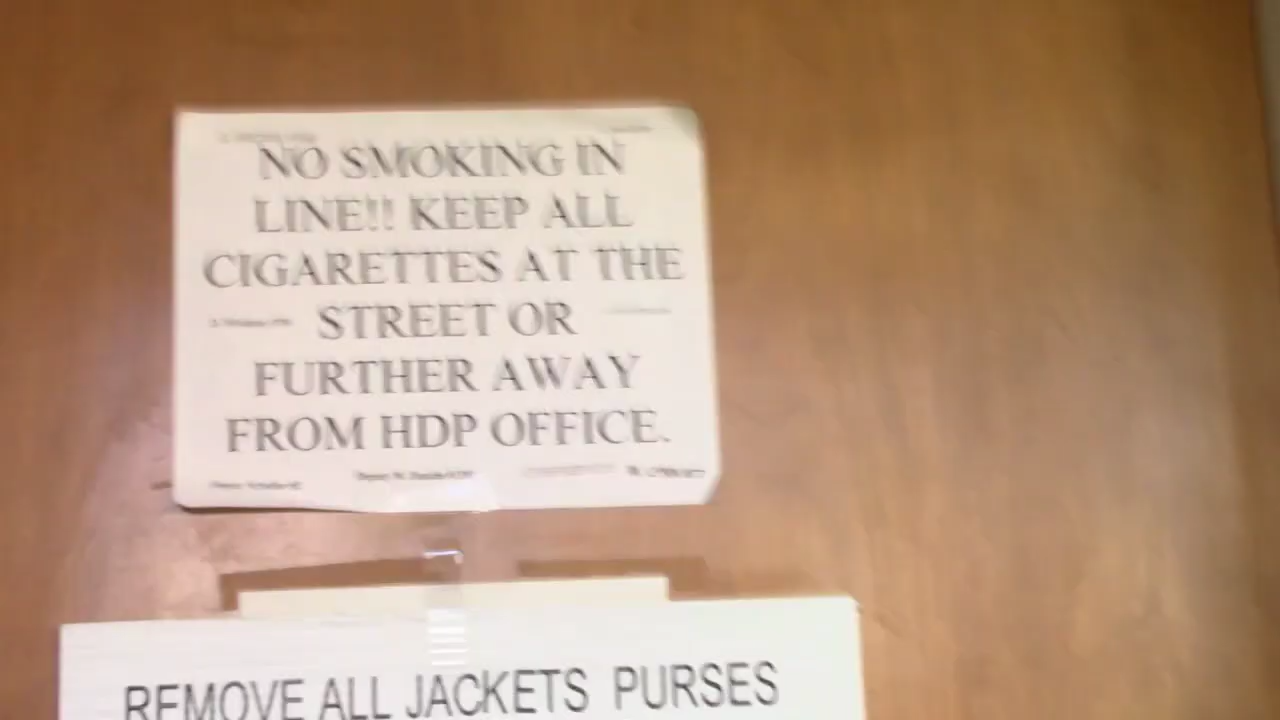 NO SMOKING IN
LINE!! KEEP ALL
CIGARETTES AT THE
STREET OR
FURTHER AWAY
FROM HDP OFFICE.
REMOVE ALL JACKETS PURSES